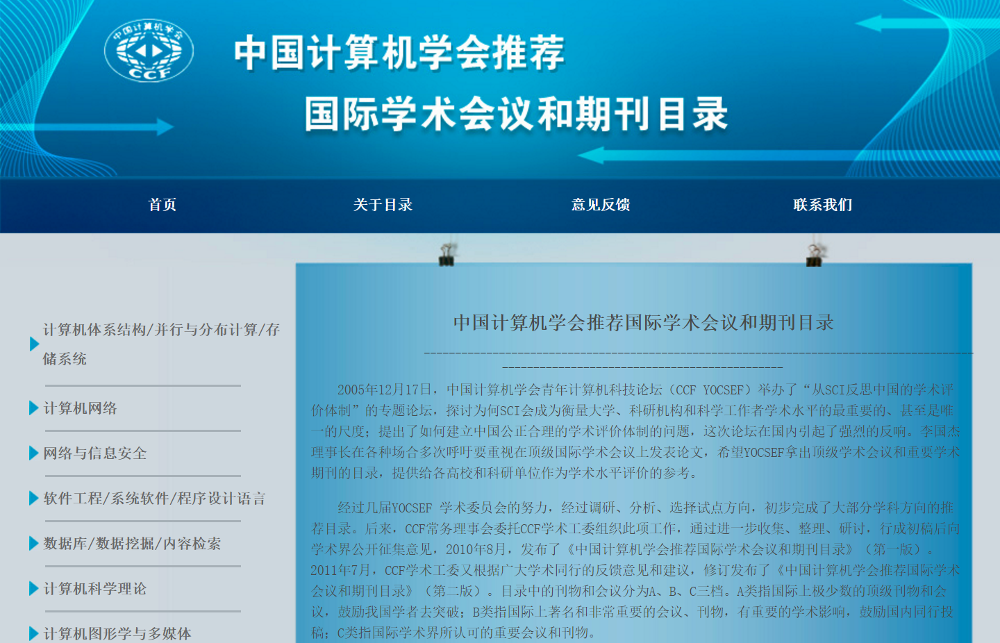 中国计算机学会
CCF
中国计算机学会推荐
国际学术会议和期刊目录
首页
关于目录
意见反馈
联系我们
计算机体系结构/并行与分布计算/存
储系统
计算机网络
网络与信息安全
软件工程/系统软件/程序设计语言
数据库/数据挖掘/内容检索
计算机科学理论
计算机图形学与多媒体
中国计算机学会推荐国际学术会议和期刊目录
2005年12月17日，中国计算机学会青年计算机科技论坛（CCF YOCSEF）举办了“从SCI反思中国的学术评
价体制”的专题论坛，探讨为何SCI会成为衡量大学、科研机构和科学工作者学术水平的最重要的、甚至是唯
一的尺度；提出了如何建立中国公正合理的学术评价体制的问题，这次论坛在国内引起了强烈的反响。李国杰
理事长在各种场合多次呼吁要重视在顶级国际学术会议上发表论文，希望YOCSEF拿出顶级学术会议和重要学术
期刊的目录，提供给各高校和科研单位作为学术水平评价的参考。
经过几届YOCSEF 学术委员会的努力，经过调研、分析、选择试点方向，初步完成了大部分学科方向的推
荐目录。后来，CCF常务理事会委托CCF学术工委组织此项工作，通过进一步收集、整理、研讨，行成初稿后向
学术界公开征集意见，2010年8月，发布了《中国计算机学会推荐国际学术会议和期刊目录》（第一版）。
2011年7月，CCF学术工委又根据广大学术同行的反馈意见和建议，修订发布了《中国计算机学会推荐国际学术
会议和期刊目录》（第二版）。目录中的刊物和会议分为A、B、C三档。A类指国际上极少数的顶级刊物和会
议，鼓励我国学者去突破；B类指国际上著名和非常重要的会议、刊物，有重要的学术影响，鼓励国内同行投
稿；C类指国际学术界所认可的重要会议和刊物。